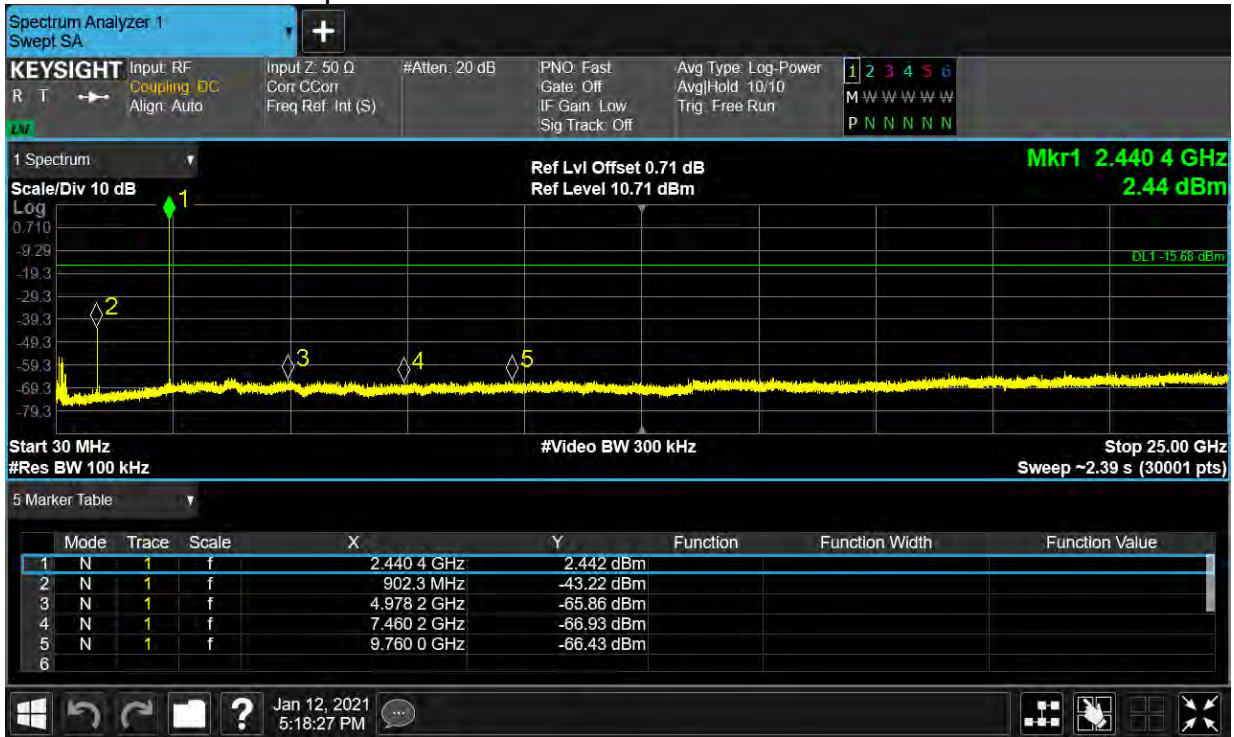 Spectrum Analyzer 1
Swept SA
+
KEYSIGHT Input: RF Input Z: 50 Ω #Atten: 20 dB PNO: Fast Avg Type: Log-Power 1 2 3 4 5 6
R T Coupling: DC Corr CCorr Gate: Off Avg|Hold: 10/10 M W W W W W W
Align: Auto Freq Ref: Int (S) IF Gain: Low Trig: Free Run P N N N N N N
Sig Track: Off
1 Spectrum
Ref Lvl Offset 0.71 dB Mkr1 2.440 4 GHz
Scale/Div 10 dB Ref Level 10.71 dBm 2.44 dBm
Log
1
0.710
-9.29
DL1 -15.68 dBm
-19.3
-29.3
2
-39.3
-49.3
3 4 5
-59.3
-69.3
-79.3
Start 30 MHz #Video BW 300 kHz Stop 25.00 GHz
#Res BW 100 kHz Sweep ~2.39 s (30001 pts)
5 Marker Table
Mode Trace Scale X Y Function Function Width Function Value
1 N 1 f 2.440 4 GHz 2.442 dBm
2 N 1 f 902.3 MHz -43.22 dBm
3 N 1 f 4.978 2 GHz -65.86 dBm
4 N 1 f 7.460 2 GHz -66.93 dBm
5 N 1 f 9.760 0 GHz -66.43 dBm
6
? Jan 12, 2021
5:18:27 PM